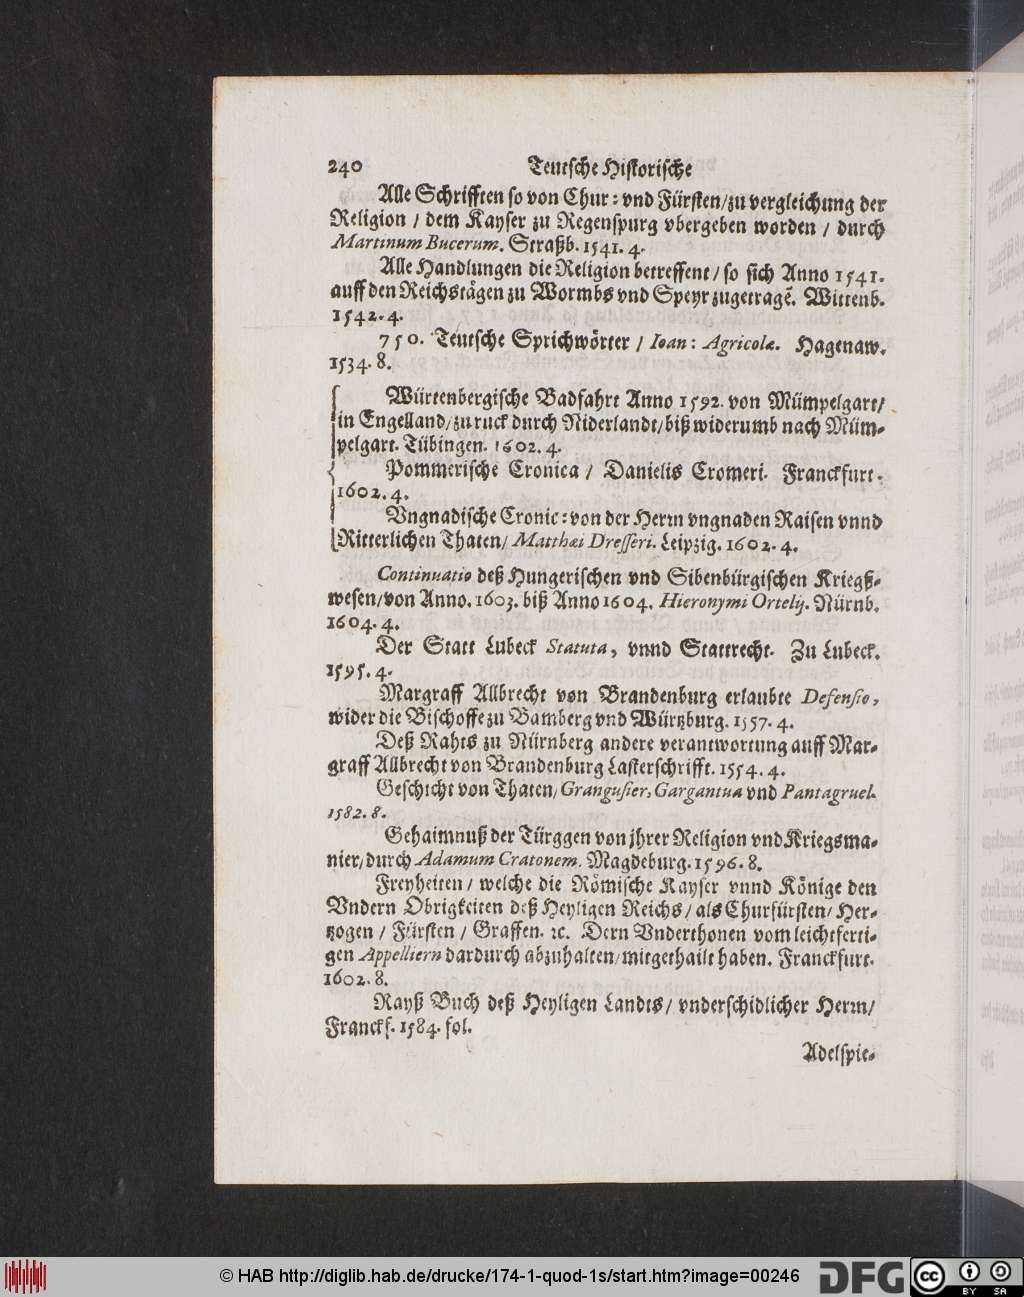 240 Teutsche Historische
Alle Schrifften so von Chur: vnd Fürsten/zu vergleichung der
Religion / dem Kayser zu Regenspurg vbergeben worden / durch
Martinum Bucerum. Straßb. 1541. 4.
Alle Handlungen die Religion betreffent / so sich Anno 1541.
auff den Reichstägen zu Wormbs vnd Speyr zugetragẽ. Wittenb.
1542. 4.
750. Teutsche Sprichwörter / Ioan: Agricolæ. Hagenaw.
1534. 8.
Würtenbergische Badfahrt Anno 1592. von Mümpelgart/
in Engelland/zu ruck durch Niderlandt/biß widerumb nach Müm-
pelgart. Tübingen. 1602. 4.
Pommerische Cronica / Danielis Cromeri. Franckfurt.
1602. 4.
Vngnadische Cronic: von der Herrn vngnaden Raisen vnnd
Ritterlichen Thaten/ Matthæi Dresseri. Leipzig. 1602. 4.
Continuatio deß Hungerischen vnd Sibenbürgischen Kriegß-
wesen/von Anno. 1603. biß Anno 1604. Hieronymi Ortelij. Nürnb.
1604. 4.
Der Statt Lubeck Statuta, vnnd Stattrecht. Zu Lubeck.
1595. 4.
Margraff Allbrecht von Brandenburg erlaubte Defensio,
wider die Bischoffe zu Bamberg vnd Würtzburg. 1557. 4.
Deß Rahts zu Nürnberg andere verantwortung auff Mar-
graff Allbrecht von Brandenburg Lasterschrifft. 1554. 4.
Geschicht von Thaten/ Grangusier, Gargantua vnd Pantagruel.
1582. 8.
Gehaimnuß der Türggen von jhrer Religion vnd Kriegsma-
nier/durch Adamum Cratonem. Magdeburg. 1596. 8.
Freyheiten / welche die Römische Kayser vnnd Könige den
Vndern Obrigkeiten deß Heyligen Reichs / als Churfürsten/ Her-
tzogen / Fürsten / Graffen. ꝛc. Dern Vnderthonen vom leichtferti-
gen Appelliern dardurch abzuhalten/mitgethailt haben. Franckfurt.
1602. 8.
Rayß Buch deß Heyligen Landts / vnderschidlicher Herrn/
Franckf. 1584. fol.
Adelspie-
© HAB http://diglib.hab.de/drucke/174-1-quod-1s/start.htm?image=00246
DFG
cc BY SA